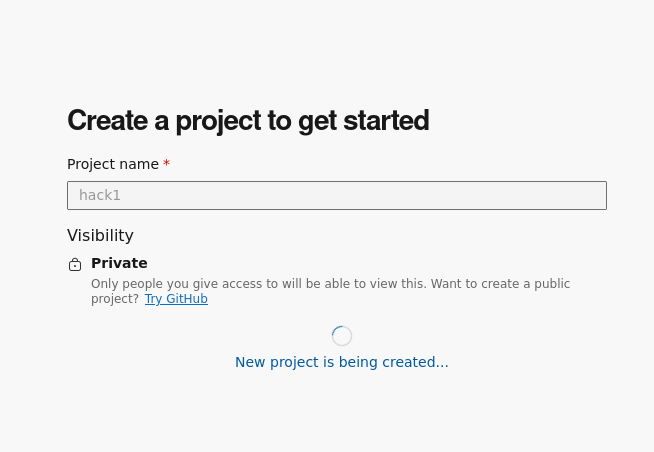 Create a project to get started
Project name *
hack1
Visibility
Private
Only people you give access to will be able to view this. Want to create a public
project? Try GitHub
New project is being created...